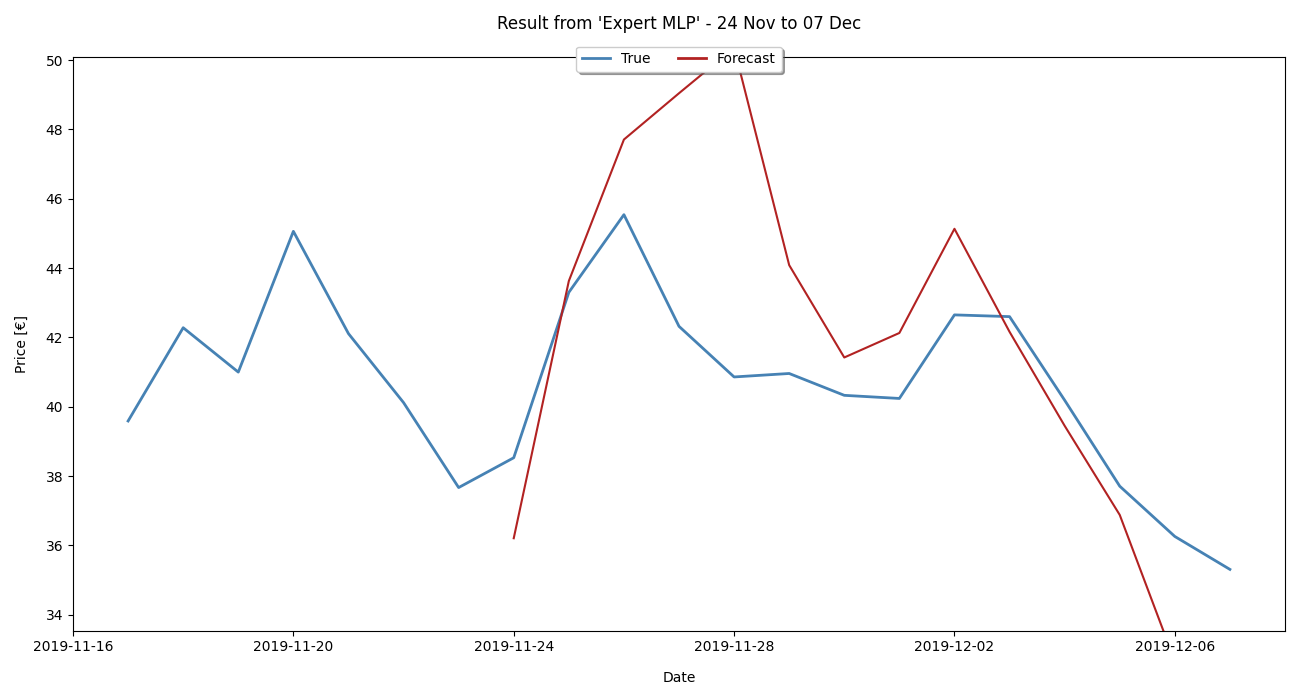 Result from 'Expert MLP' - 24 Nov to 07 Dec
True Forecast
50
48
46
44
42
40
38
36
34
Price [€]
2019-11-16 2019-11-20 2019-11-24 2019-11-28 2019-12-02 2019-12-06
Date